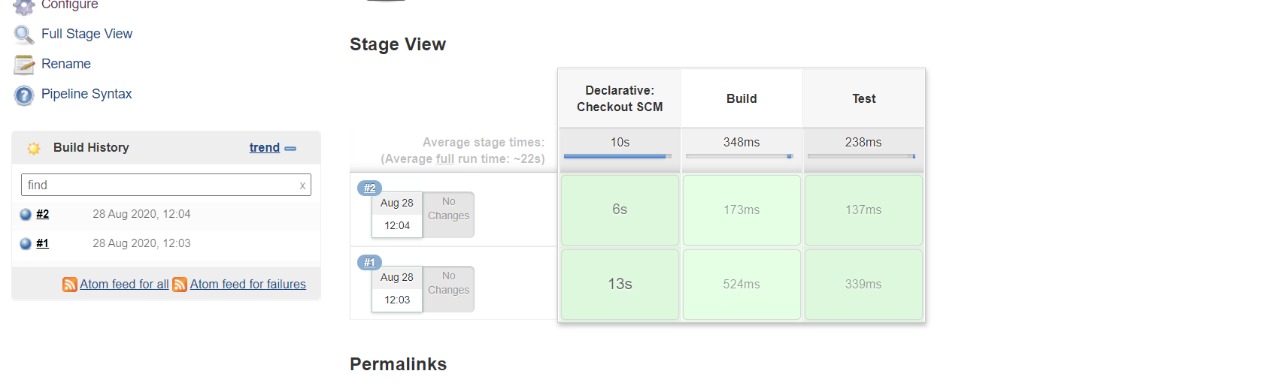 Configure
Full Stage View
Rename
Pipeline Syntax
Build History
trend
find
x
#2
28 Aug 2020, 12:04
#1
28 Aug 2020, 12:03
Atom feed for all
Atom feed for failures
Stage View
Declarative:
Checkout SCM
Build
Test
Average stage times:
(Average full run time: ~22s)
10s
348ms
238ms
#2
Aug 28
12:04
No
Changes
6s
173ms
137ms
#1
Aug 28
12:03
No
Changes
13s
524ms
339ms
Permalinks